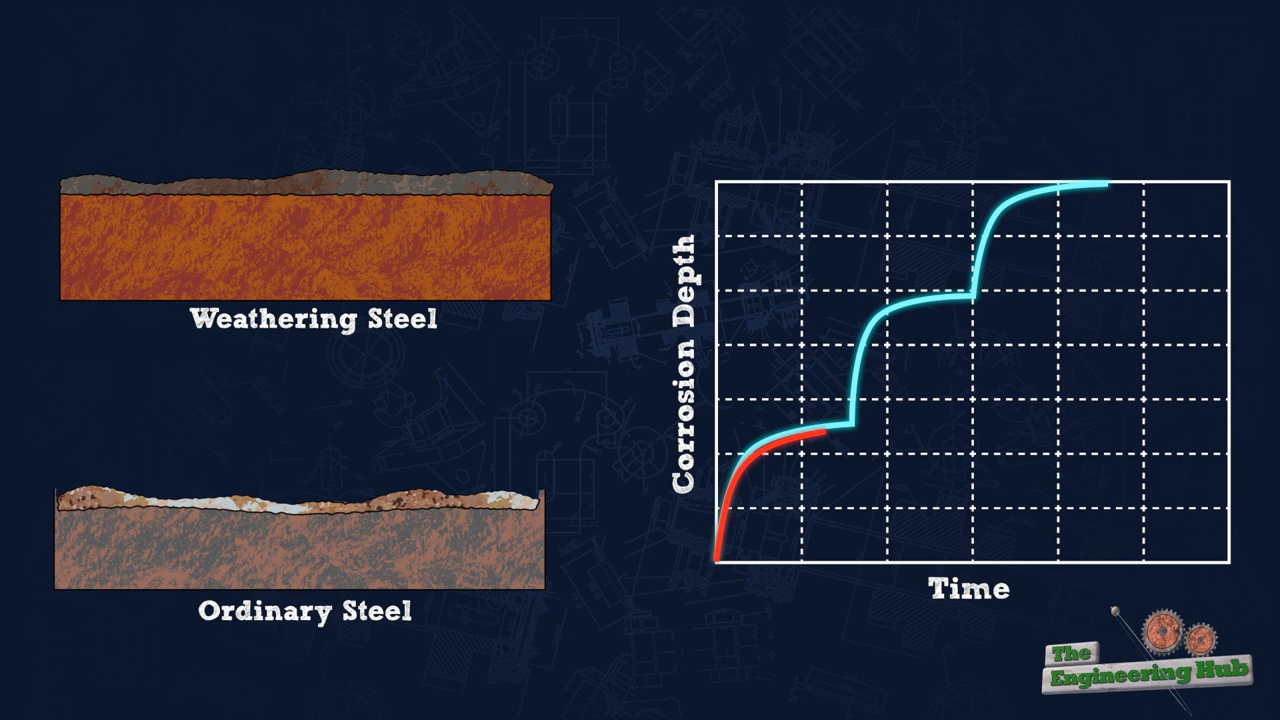 Weathering Steel
Ordinary Steel
Corrosion Depth
Time
The
Engineering Hub